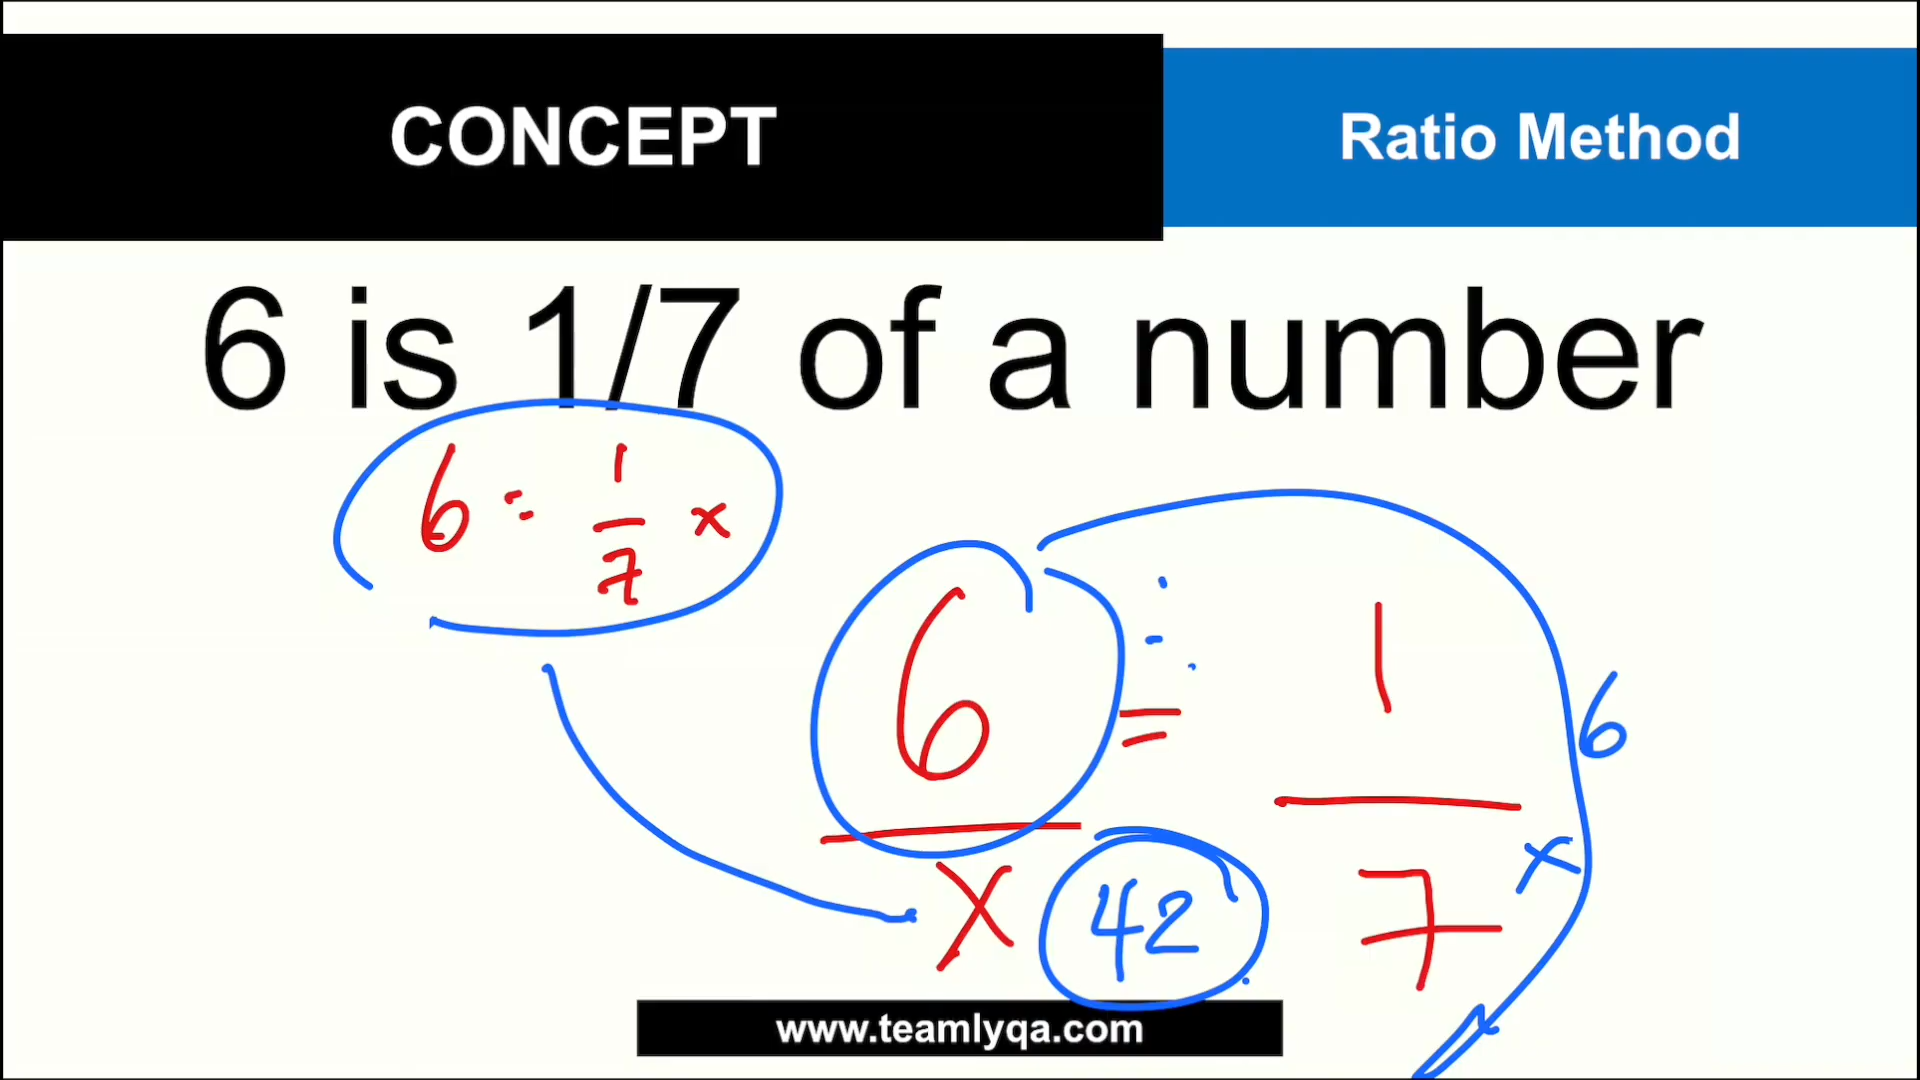 CONCEPT
Ratio Method
6 is 1/7 of a number
6 = 1/7 x
6/x = 1/7
6
x
42
www.teamlyqa.com